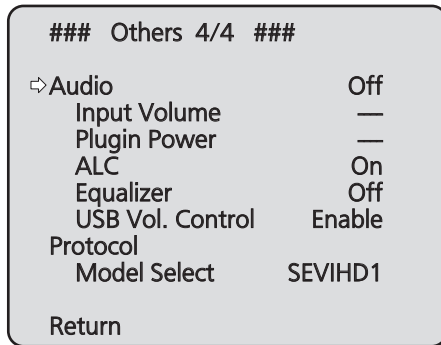 ### Others 4/4 ###
⇨Audio Off
Input Volume —
Plugin Power —
ALC On
Equalizer Off
USB Vol. Control Enable
Protocol
Model Select SEVIHD1
Return